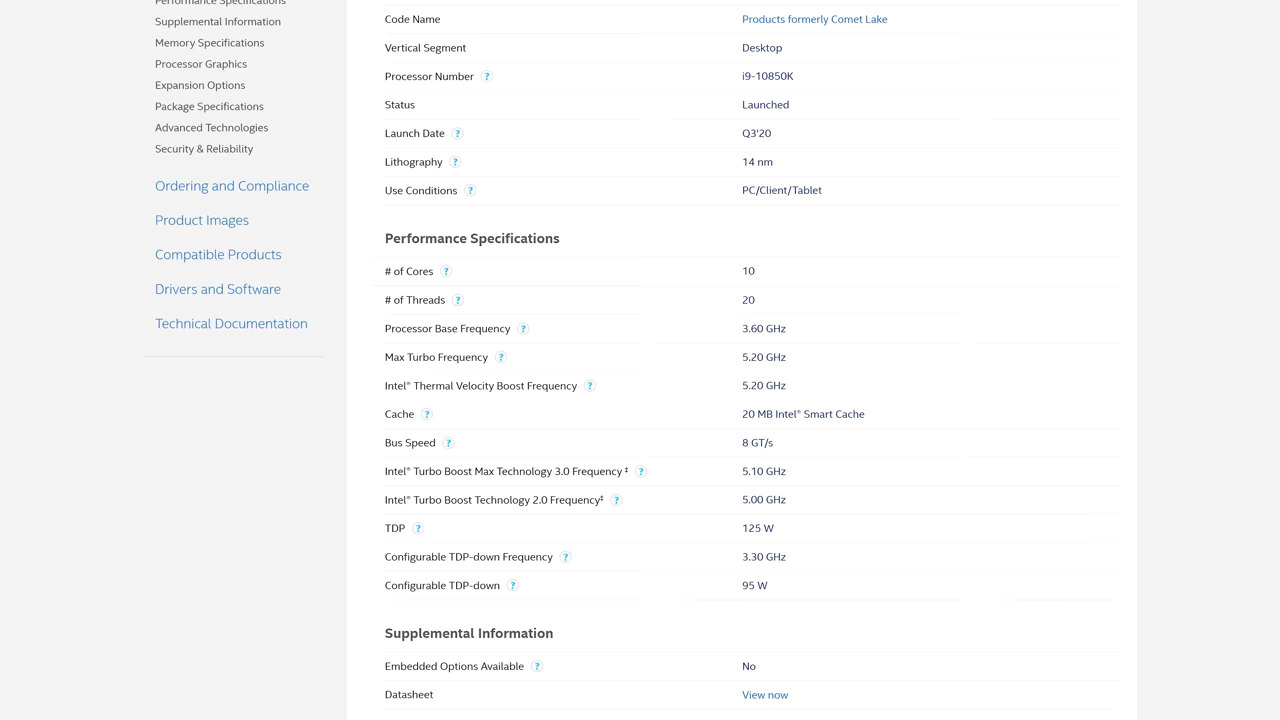 Performance Specifications
Supplemental Information
Memory Specifications
Processor Graphics
Expansion Options
Package Specifications
Advanced Technologies
Security & Reliability
Ordering and Compliance
Product Images
Compatible Products
Drivers and Software
Technical Documentation
Code Name Products formerly Comet Lake
Vertical Segment Desktop
Processor Number ? i9-10850K
Status Launched
Launch Date ? Q3'20
Lithography ? 14 nm
Use Conditions ? PC/Client/Tablet
Performance Specifications
# of Cores ? 10
# of Threads ? 20
Processor Base Frequency ? 3.60 GHz
Max Turbo Frequency ? 5.20 GHz
Intel® Thermal Velocity Boost Frequency ? 5.20 GHz
Cache ? 20 MB Intel® Smart Cache
Bus Speed ? 8 GT/s
Intel® Turbo Boost Max Technology 3.0 Frequency ‡ ? 5.10 GHz
Intel® Turbo Boost Technology 2.0 Frequency‡ ? 5.00 GHz
TDP ? 125 W
Configurable TDP-down Frequency ? 3.30 GHz
Configurable TDP-down ? 95 W
Supplemental Information
Embedded Options Available ? No
Datasheet View now